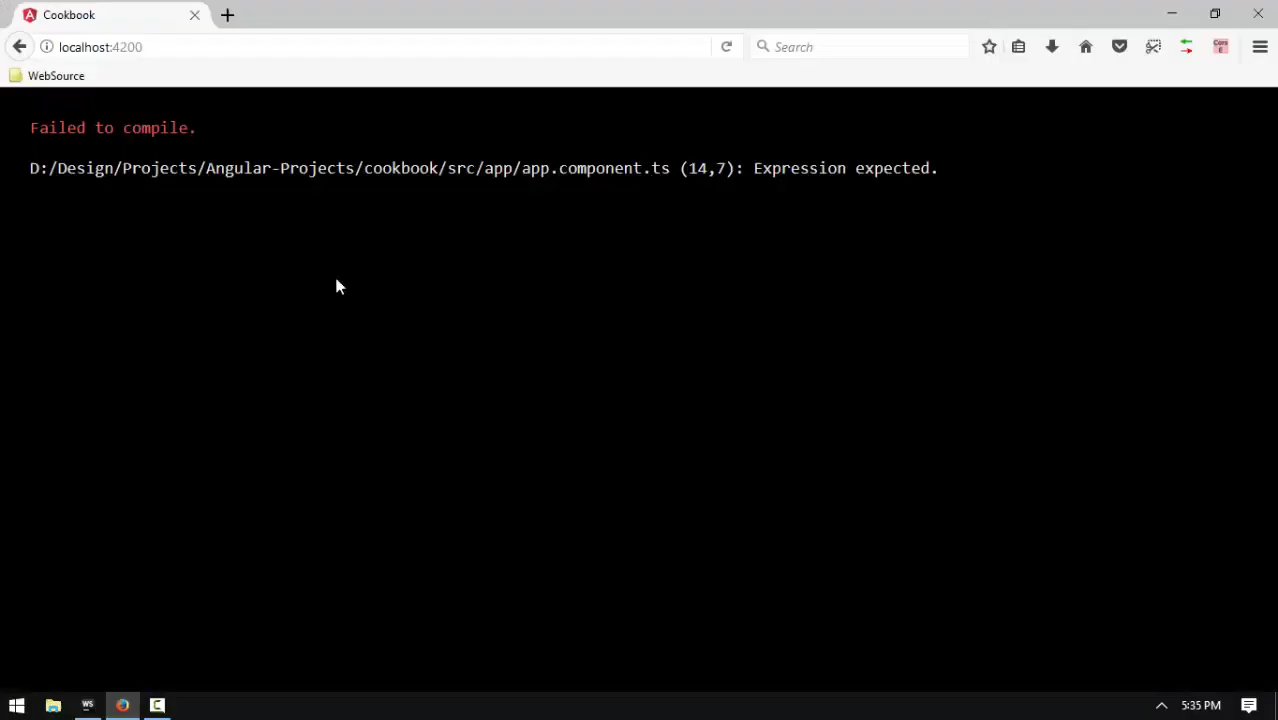 Cookbook
localhost:4200
Search
WebSource
Failed to compile.
D:/Design/Projects/Angular-Projects/cookbook/src/app/app.component.ts (14,7): Expression expected.
WS
5:35 PM